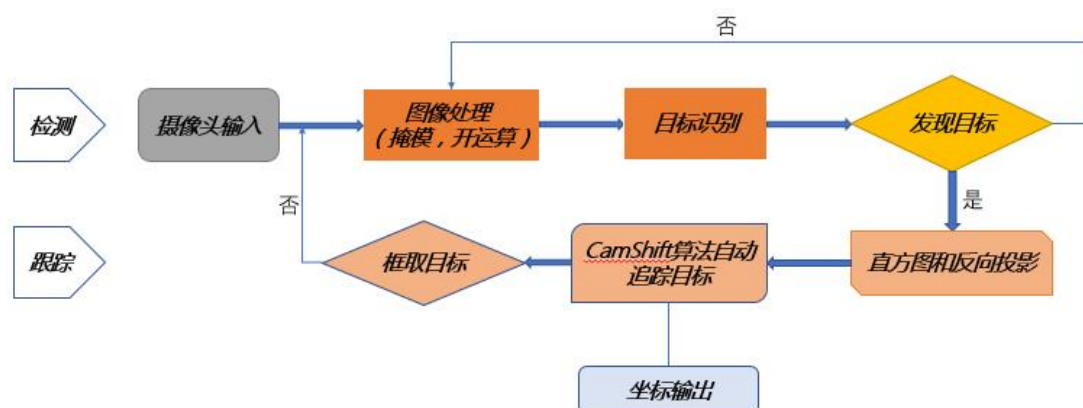 否
检测
摄像头输入
图像处理
（掩模，开运算）
目标识别
发现目标
否
是
跟踪
框取目标
CamShift算法自动
追踪目标
直方图和反向投影
坐标输出